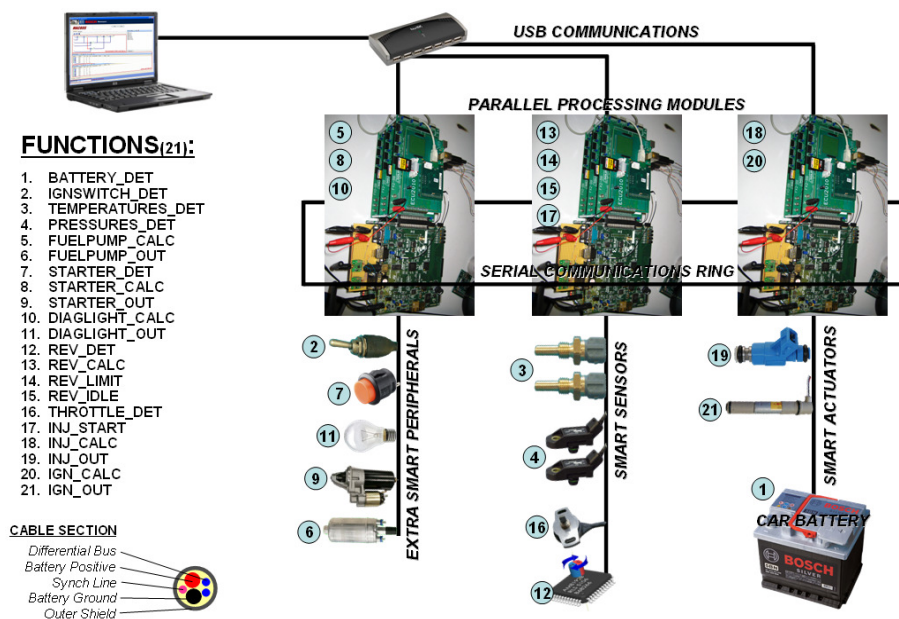 USB COMMUNICATIONS
PARALLEL PROCESSING MODULES
FUNCTIONS(21):
1. BATTERY_DET
2. IGNSWITCH_DET
3. TEMPERATURES_DET
4. PRESSURES_DET
5. FUELPUMP_CALC
6. FUELPUMP_OUT
7. STARTER_DET
8. STARTER_CALC
9. STARTER_OUT
10. DIAGLIGHT_CALC
11. DIAGLIGHT_OUT
12. REV_DET
13. REV_CALC
14. REV_LIMIT
15. REV_IDLE
16. THROTTLE_DET
17. INJ_START
18. INJ_CALC
19. INJ_OUT
20. IGN_CALC
21. IGN_OUT
CABLE SECTION
Differential Bus
Battery Positive
Synch Line
Battery Ground
Outer Shield
5
8
10
13
14
15
17
18
20
SERIAL COMMUNICATIONS RING
EXTRA SMART PERIPHERALS
2
7
11
9
6
SMART SENSORS
3
4
16
12
SMART ACTUATORS
19
21
1
CAR BATTERY
BOSCH
SILVER